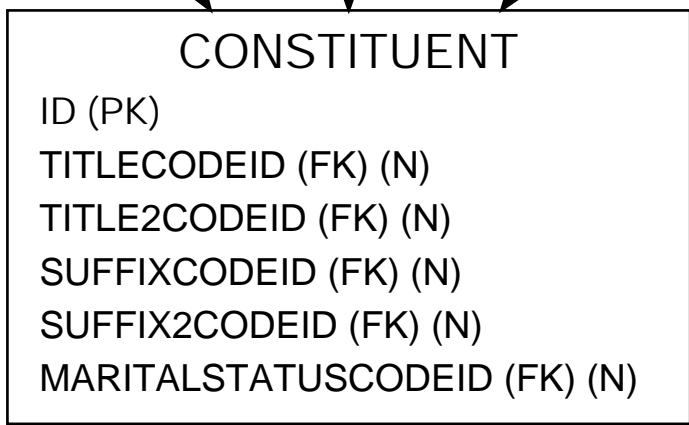 CONSTITUENT
ID (PK)
TITLECODEID (FK) (N)
TITLE2CODEID (FK) (N)
SUFFIXCODEID (FK) (N)
SUFFIX2CODEID (FK) (N)
MARITALSTATUSCODEID (FK) (N)